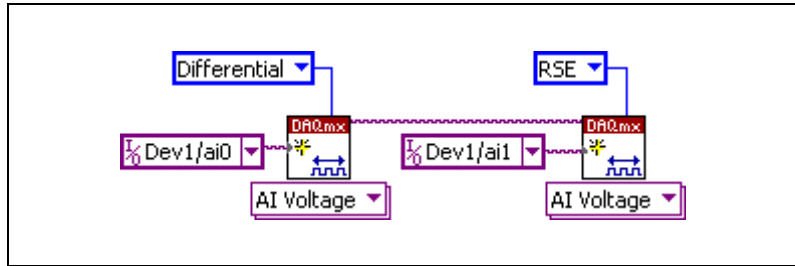 Differential RSE
DAQmx DAQmx
I/O Dev1/ai0 I/O Dev1/ai1
AI Voltage AI Voltage